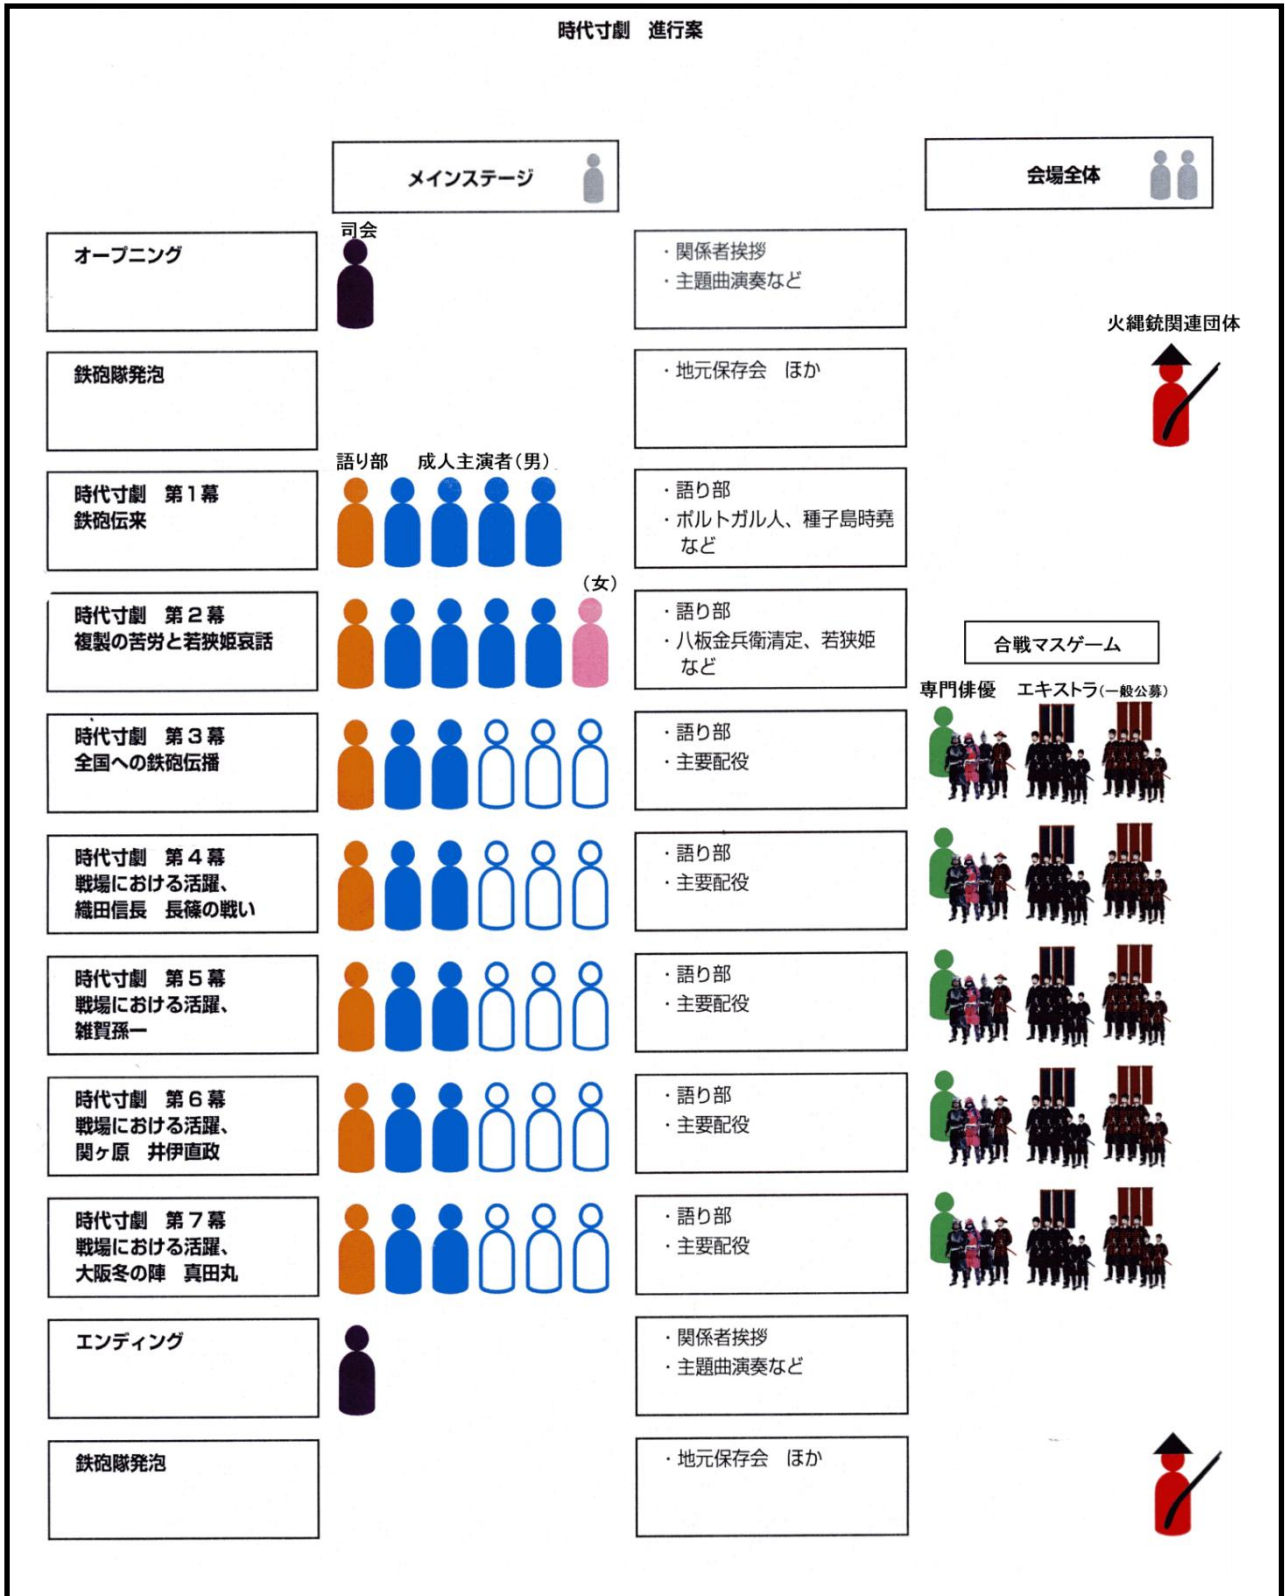 時代寸劇　進行案
メインステージ
会場全体
司会
オープニング
・関係者挨拶
・主題曲演奏など
火縄銃関連団体
鉄砲隊発泡
・地元保存会　ほか
語り部　成人主演者（男）
時代寸劇　第１幕
鉄砲伝来
・語り部
・ポルトガル人、種子島時堯
など
（女）
時代寸劇　第２幕
複製の苦労と若狭姫哀話
・語り部
・八板金兵衛清定、若狭姫
など
合戦マスゲーム
専門俳優　エキストラ（一般公募）
時代寸劇　第３幕
全国への鉄砲伝播
・語り部
・主要配役
時代寸劇　第４幕
戦場における活躍、
織田信長　長篠の戦い
・語り部
・主要配役
時代寸劇　第５幕
戦場における活躍、
雑賀孫一
・語り部
・主要配役
時代寸劇　第６幕
戦場における活躍、
関ヶ原　井伊直政
・語り部
・主要配役
時代寸劇　第７幕
戦場における活躍、
大阪冬の陣　真田丸
・語り部
・主要配役
エンディング
・関係者挨拶
・主題曲演奏など
鉄砲隊発泡
・地元保存会　ほか